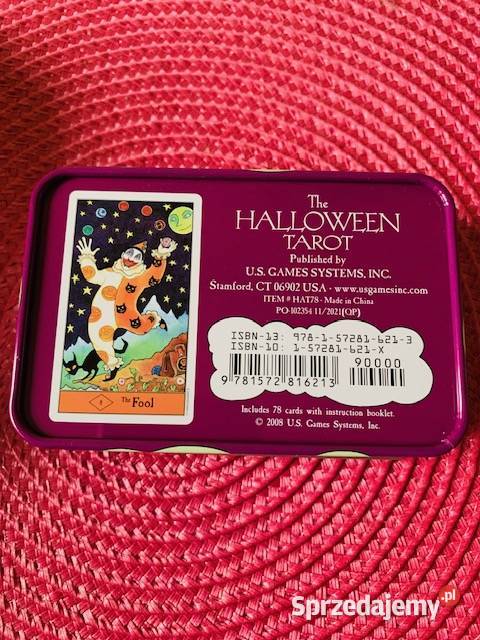 The
HALLOWEEN
TAROT
Published by
U.S. GAMES SYSTEMS, INC.
Stamford, CT 06902 USA · www.usgamesinc.com
ITEM # HAT78 · Made in China
PO-102354 11/2021[OP]
ISBN-13: 978-1-57281-621-3
ISBN-10: 1-57281-621-X
90000
9 781572 816213
Includes 78 cards with instruction booklet.
© 2008 U.S. Games Systems, Inc.
The Fool
Sprzedajemy.pl